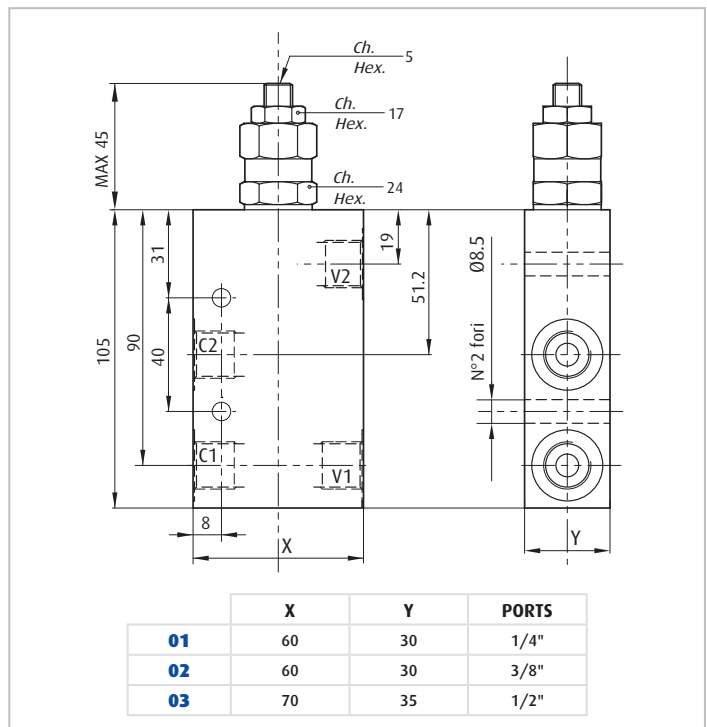 Ch.
Hex.
5
Ch.
Hex.
17
Ch.
Hex.
24
MAX 45
105
90
31
40
19
51.2
V2
C2
C1
V1
8
X
Ø8.5
N°2 fori
Y
X Y PORTS
01 60 30 1/4"
02 60 30 3/8"
03 70 35 1/2"